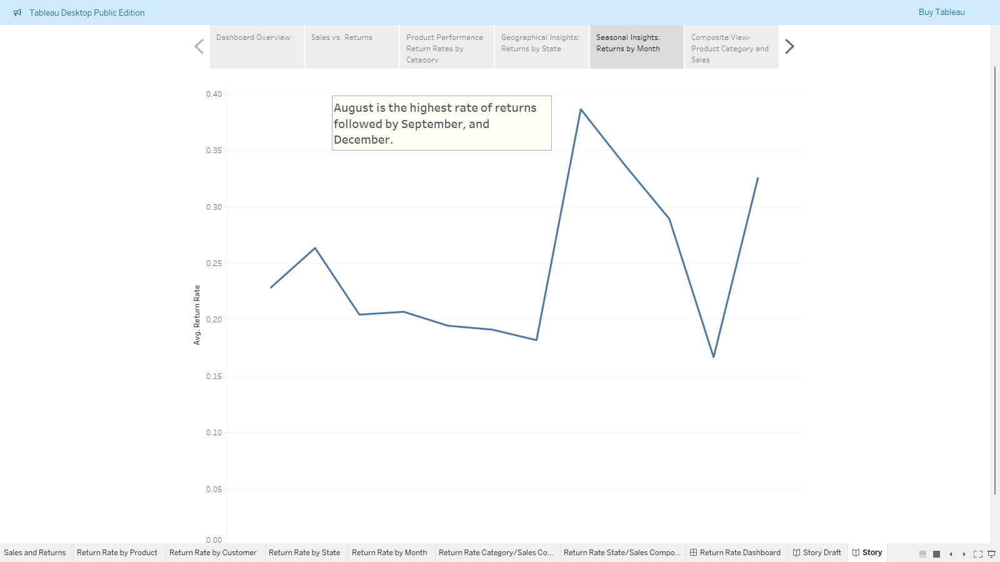 Tableau Desktop Public Edition
Buy Tableau
Dashboard Overview
Sales vs. Returns
Product Performance
Return Rates by
Category
Geographical Insights:
Returns by State
Seasonal Insights:
Returns by Month
Composite View-
Product Category and
Sales
0.40
August is the highest rate of returns
followed by September, and
December.
0.35
0.30
0.25
0.20
0.15
0.10
0.05
0.00
Avg. Return Rate
Sales and Returns
Return Rate by Product
Return Rate by Customer
Return Rate by State
Return Rate by Month
Return Rate Category/Sales Co...
Return Rate State/Sales Compo...
Return Rate Dashboard
Story Draft
Story